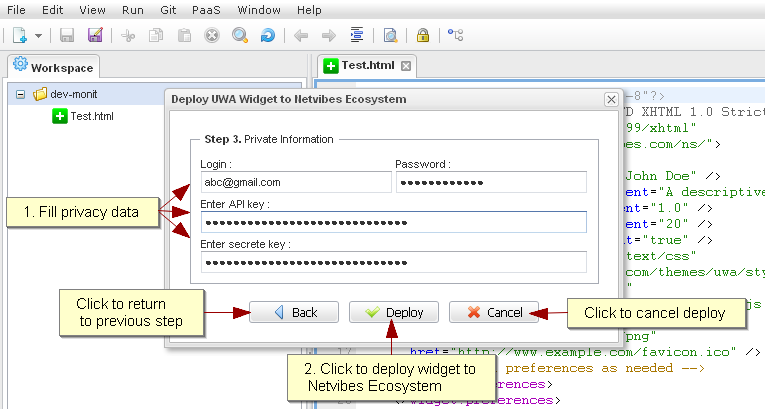 File Edit View Run Git PaaS Window Help
Workspace
Test.html
dev-monit
Test.html
-8"?>
Deploy UWA Widget to Netvibes Ecosystem
D XHTML 1.0 Strict
99/xhtml"
bes.com/ns/">
Step 3. Private Information
Login :
Password :
abc@gmail.com
●●●●●●●●●●●●
John Doe" />
ent="A descriptive
1. Fill privacy data
Enter API key :
ent="1.0" />
ent="20" />
nt="true" />
Enter secrete key :
text/css"
com/themes/uwa/sty
Click to return
to previous step
Back
Deploy
Cancel
Click to cancel deploy
js
/png"
href="http://www.example.com/favicon.ico" />
2. Click to deploy widget to
Netvibes Ecosystem
preferences as needed -->
</widget:preferences>